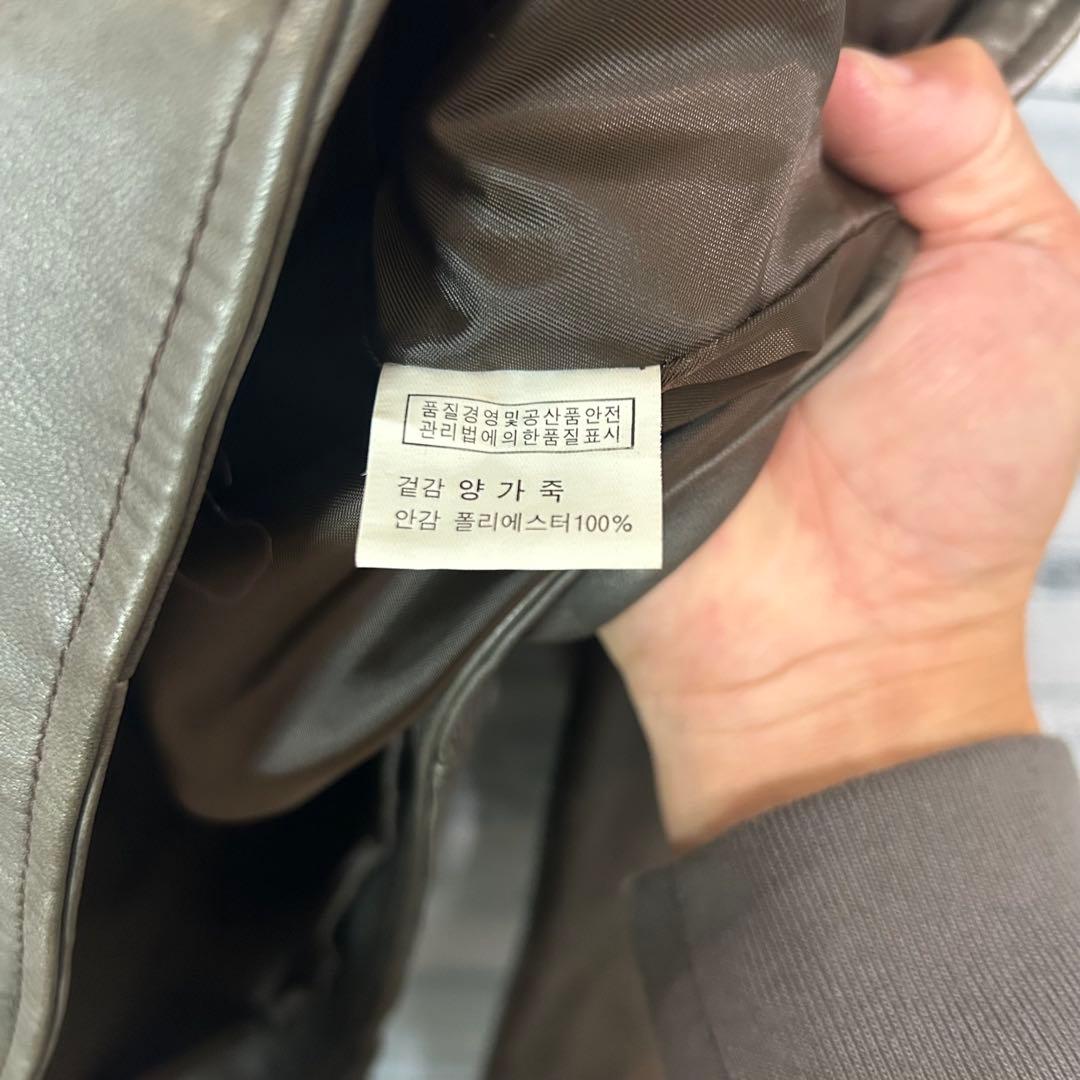 품질경영및공산품안전
관리법에의한품질표시
겉감 양 가 죽
안감 폴리에스터100%